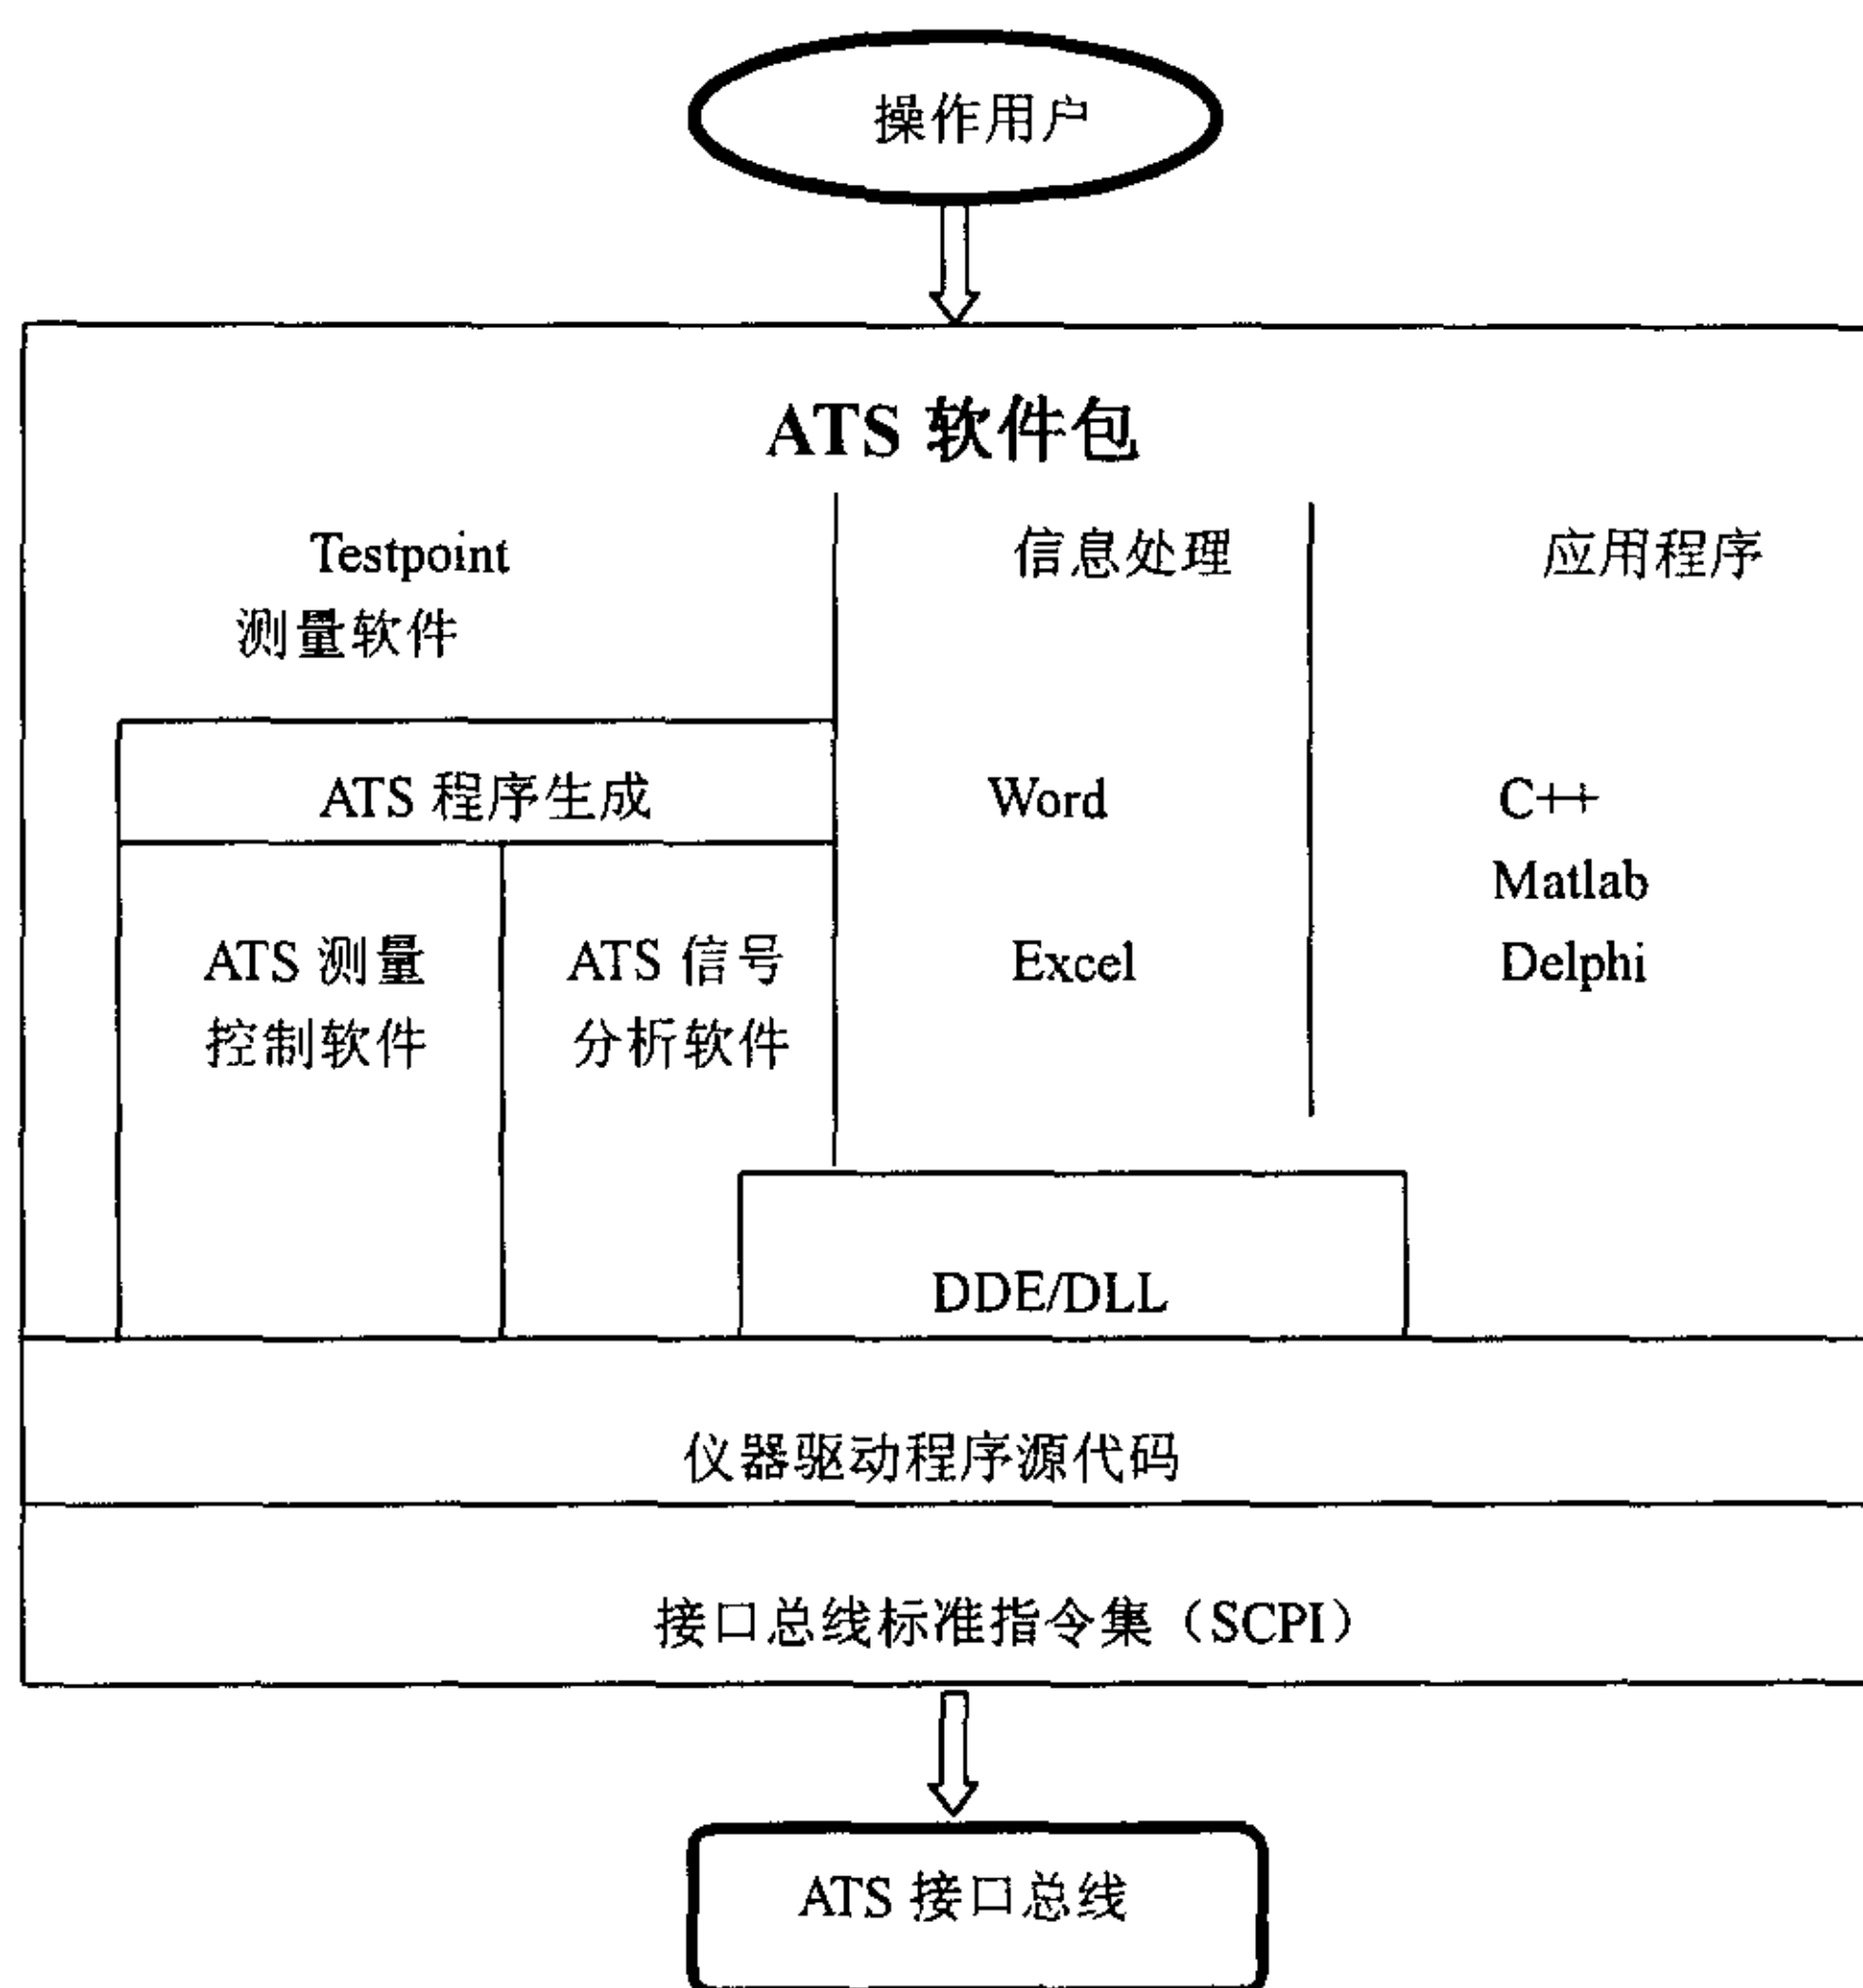 操作用户
ATS 软件包
Testpoint
测量软件
信息处理
应用程序
ATS 程序生成
Word
C++
Matlab
ATS 测量
控制软件
ATS 信号
分析软件
Excel
Delphi
DDE/DLL
仪器驱动程序源代码
接口总线标准指令集（SCPI）
ATS 接口总线